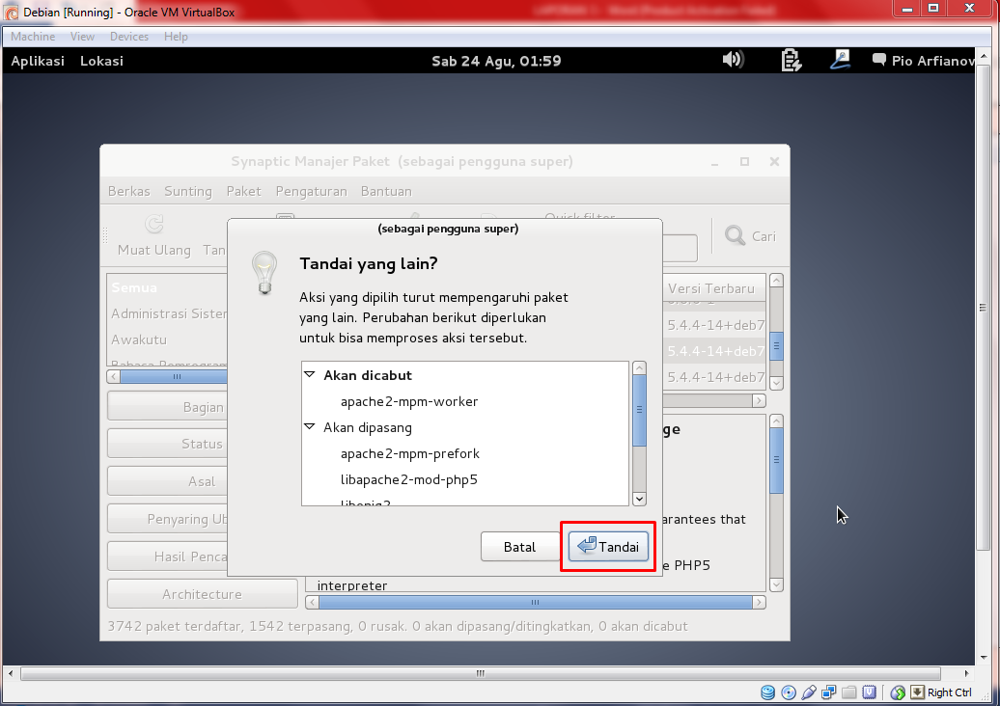 Debian [Running] - Oracle VM VirtualBox
Machine View Devices Help
Aplikasi Lokasi Sab 24 Agu, 01:59 Pio Arfianov
Synaptic Manajer Paket (sebagai pengguna super)
Berkas Sunting Paket Pengaturan Bantuan
Quick filter
Muat Ulang Tan Cari
(sebagai pengguna super)
Tandai yang lain?
Aksi yang dipilih turut mempengaruhi paket
yang lain. Perubahan berikut diperlukan
untuk bisa memproses aksi tersebut.
Akan dicabut
apache2-mpm-worker
Akan dipasang
apache2-mpm-prefork
libapache2-mod-php5
Batal Tandai
Semua
Administrasi Sister
Awakutu
Bahasa Pemrogram
Bagian
Status
Asal
Penyaring Ub
Hasil Penca
Architecture
Versi Terbaru
5.4.4-14+deb7
5.4.4-14+deb7
5.4.4-14+deb7
ge
arantees that
e PHP5
interpreter
3742 paket terdaftar, 1542 terpasang, 0 rusak. 0 akan dipasang/ditingkatkan, 0 akan dicabut
Right Ctrl